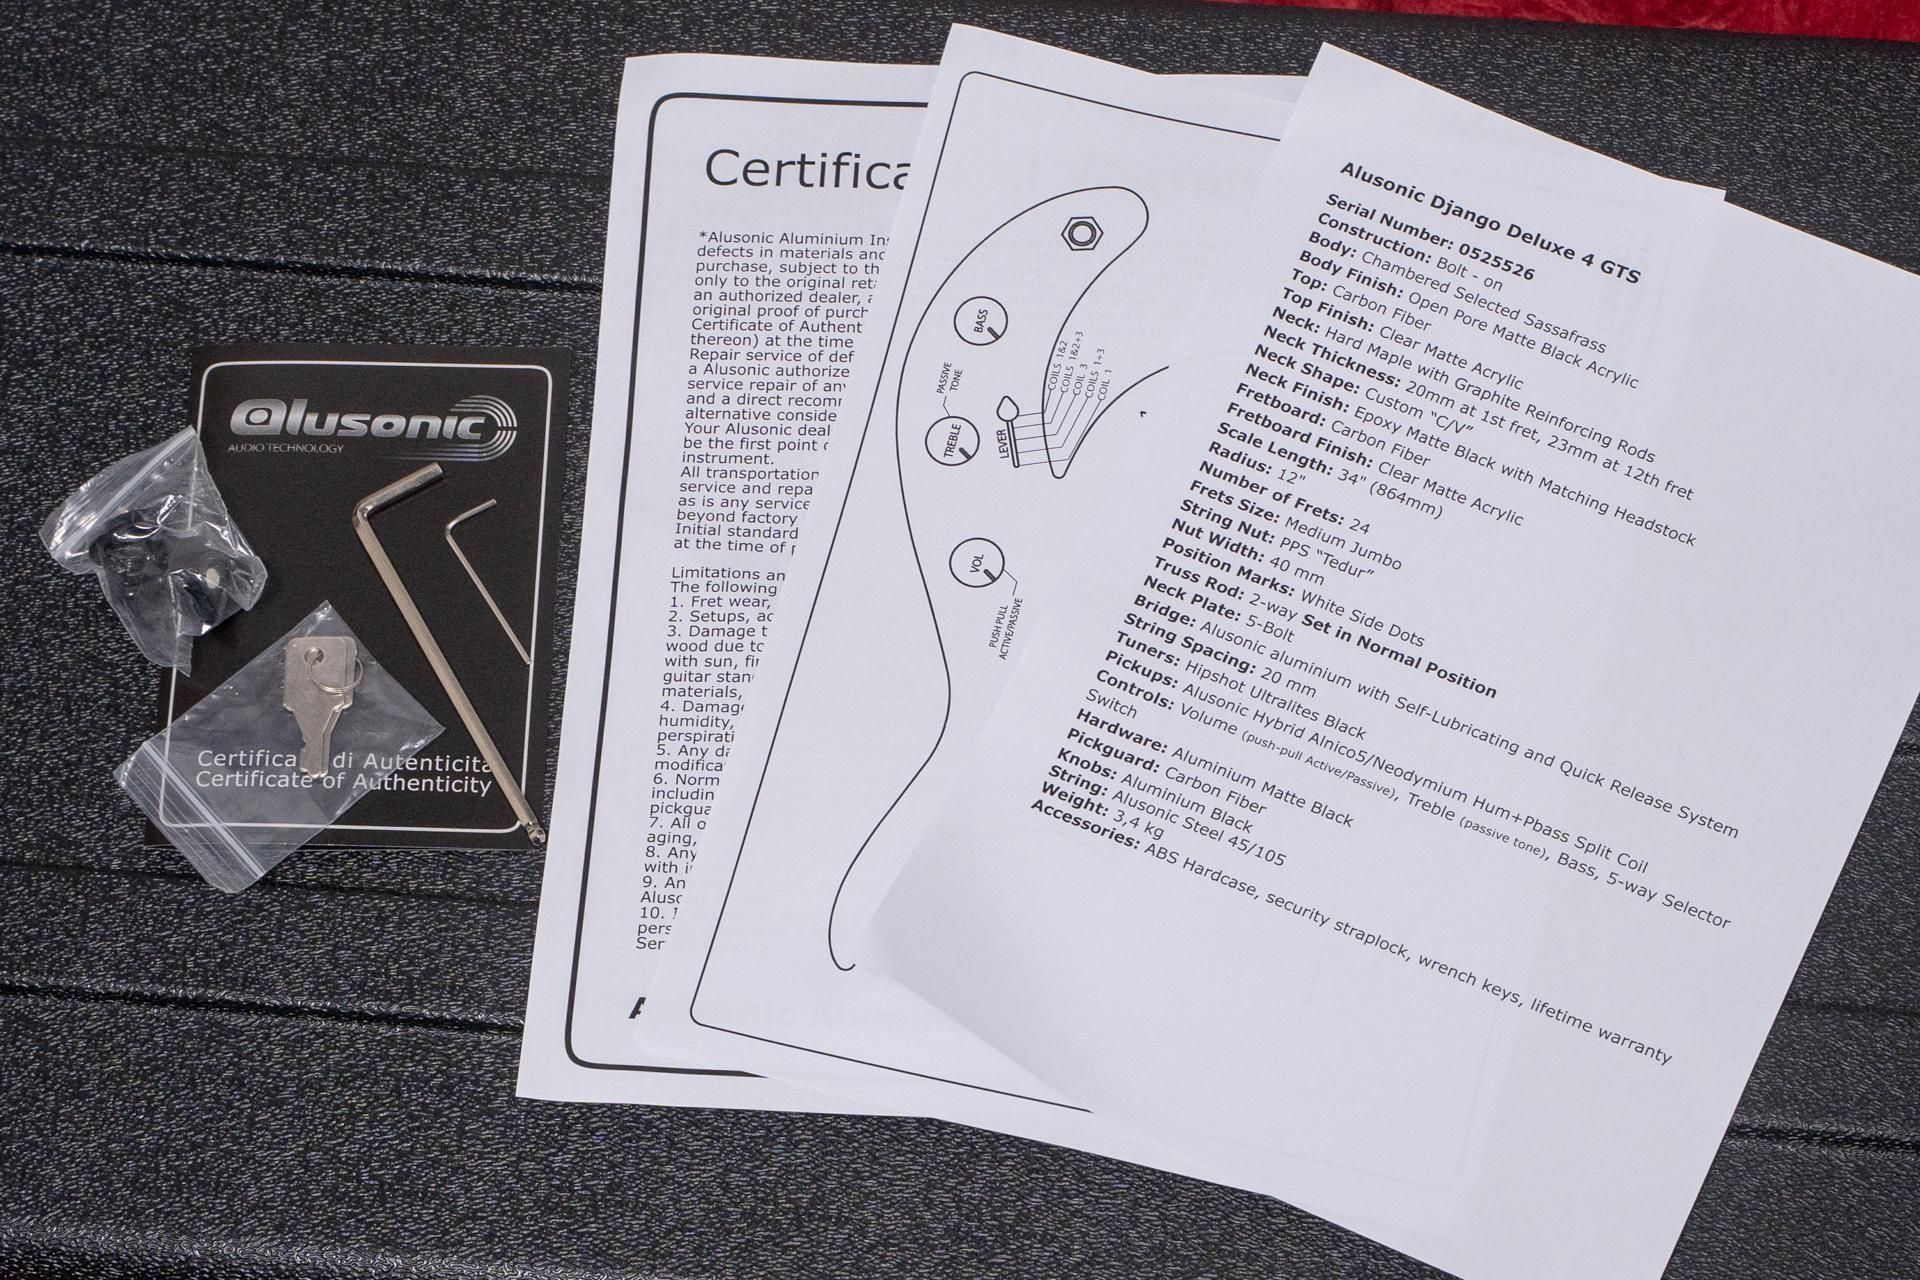 alusonic
AUDIO TECHNOLOGY
Certifica di Autenticità
Certificate of Authenticity
Certifica
*Alusonic Aluminium Ins
defects in materials and
purchase, subject to th
only to the original reta
an authorized dealer, a
original proof of purch
Certificate of Authent
thereon) at the time
Repair service of def
a Alusonic authorize
service repair of any
and a direct recom
alternative conside
Your Alusonic deal
be the first point o
instrument.
All transportation
service and repa
as is any service
beyond factory
Initial standard
at the time of p
Limitations an
The following
1. Fret wear,
2. Setups, ac
3. Damage t
wood due to
with sun, fir
guitar stan
materials,
4. Damage
humidity,
perspirati
5. Any da
modifica
6. Norm
including
pickgua
7. All o
aging,
8. Any
with i
9. An
Aluso
10. I
pers
Ser
A
BASS
PASSIVE
TONE
TREBLE
LEVER
COILS 1&2
COILS 1&2+3
COIL 3
COILS 1+3
COIL 1
VOL
PUSH PULL
ACTIVE/PASSIVE
Alusonic Django Deluxe 4 GTS
Serial Number: 0525526
Construction: Bolt - on
Body: Chambered Selected Sassafrass
Body Finish: Open Pore Matte Black Acrylic
Top: Carbon Fiber
Top Finish: Clear Matte Acrylic
Neck: Hard Maple with Graphite Reinforcing Rods
Neck Thickness: 20mm at 1st fret, 23mm at 12th fret
Neck Shape: Custom “C/V”
Neck Finish: Epoxy Matte Black with Matching Headstock
Fretboard: Carbon Fiber
Fretboard Finish: Clear Matte Acrylic
Scale Length: 34" (864mm)
Radius: 12"
Number of Frets: 24
Frets Size: Medium Jumbo
String Nut: PPS “Tedur”
Nut Width: 40 mm
Position Marks: White Side Dots
Truss Rod: 2-way Set in Normal Position
Neck Plate: 5-Bolt
Bridge: Alusonic aluminium with Self-Lubricating and Quick Release System
String Spacing: 20 mm
Tuners: Hipshot Ultralites Black
Pickups: Alusonic Hybrid Alnico5/Neodymium Hum+Pbass Split Coil
Controls: Volume (push-pull Active/Passive), Treble (passive tone), Bass, 5-way Selector
Switch
Hardware: Aluminium Matte Black
Pickguard: Carbon Fiber
Knobs: Aluminium Black
String: Alusonic Steel 45/105
Weight: 3,4 kg
Accessories: ABS Hardcase, security straplock, wrench keys, lifetime warranty